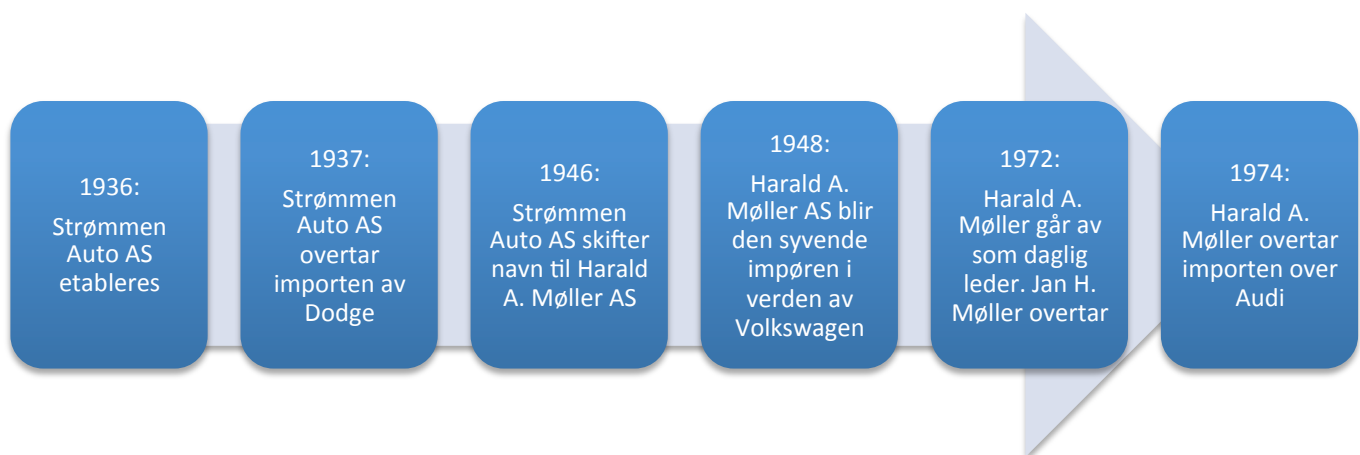 1936:
Strømmen
Auto AS
etableres
1937:
Strømmen
Auto AS
overtar
importen av
Dodge
1946:
Strømmen
Auto AS skifter
navn til Harald
A. Møller AS
1948:
Harald A.
Møller AS blir
den syvende
impøren i
verden av
Volkswagen
1972:
Harald A.
Møller går av
som daglig
leder. Jan H.
Møller overtar
1974:
Harald A.
Møller overtar
importen over
Audi